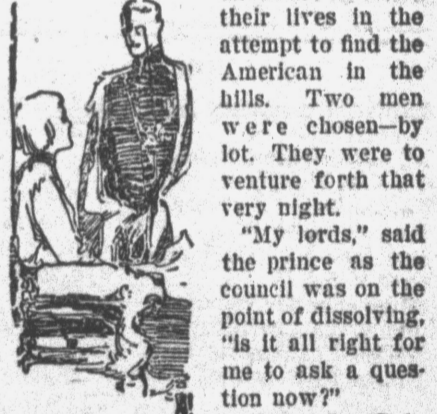 their lives in the
attempt to find the
American in the
hills. Two men
were chosen—by
lot. They were to
venture forth that
very night.
"My lords," said
the prince as the
council was on the
point of dissolving,
"is it all right for
me to ask a ques-
tion now?"